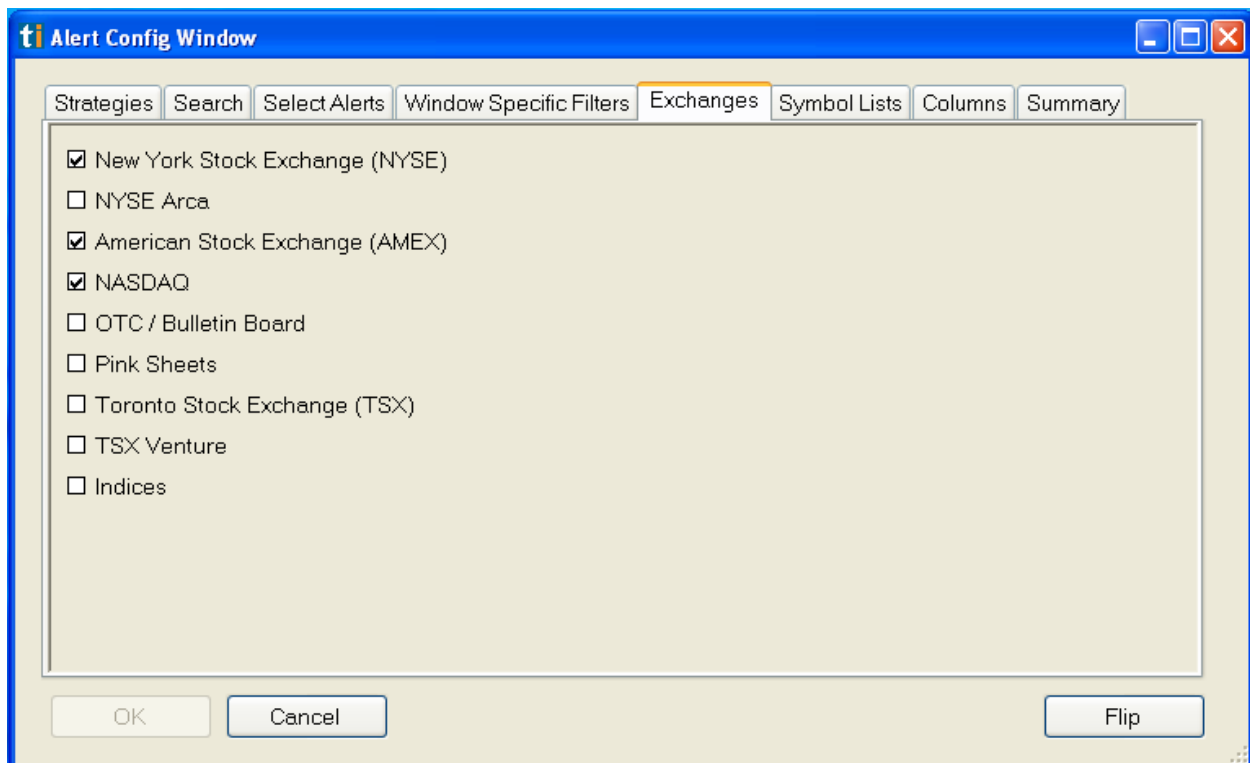 ti Alert Config Window
Strategies Search Select Alerts Window Specific Filters Exchanges Symbol Lists Columns Summary
New York Stock Exchange (NYSE)
NYSE Arca
American Stock Exchange (AMEX)
NASDAQ
OTC / Bulletin Board
Pink Sheets
Toronto Stock Exchange (TSX)
TSX Venture
Indices
OK Cancel Flip